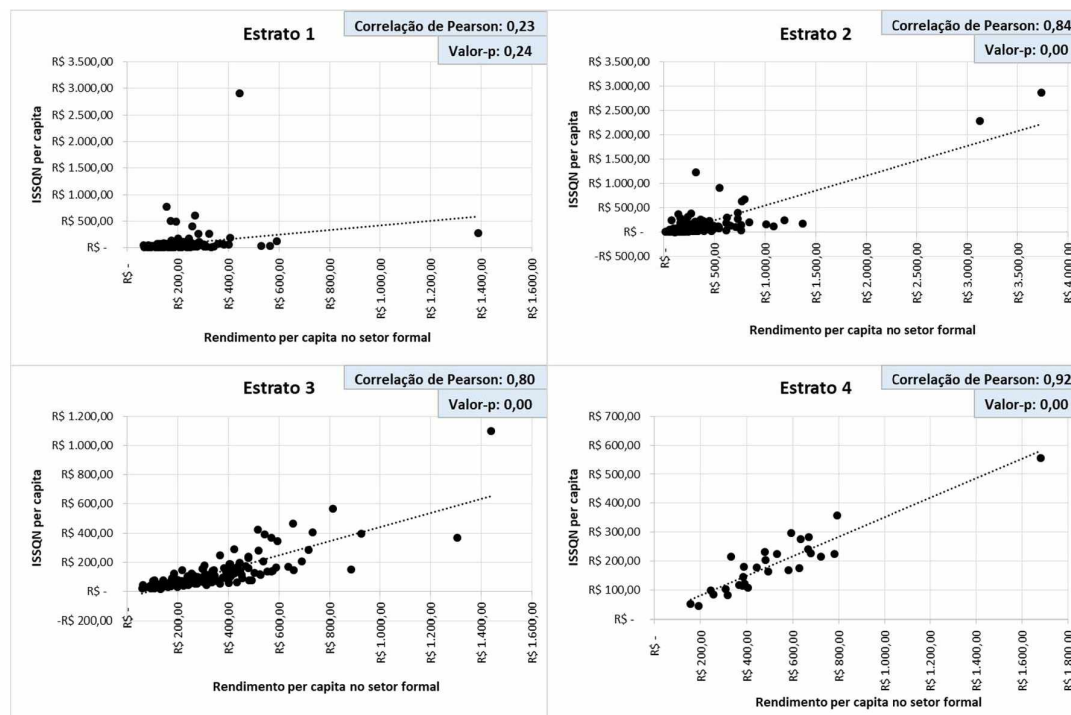 Estrato 1
Correlação de Pearson: 0,23
Valor-p: 0,24
ISSQN per capita
R$ 3.500,00
R$ 3.000,00
R$ 2.500,00
R$ 2.000,00
R$ 1.500,00
R$ 1.000,00
R$ 500,00
R$ -
R$ -
R$ 200,00
R$ 400,00
R$ 600,00
R$ 800,00
R$ 1.000,00
R$ 1.200,00
R$ 1.400,00
R$ 1.600,00
Rendimento per capita no setor formal
Estrato 2
Correlação de Pearson: 0,84
Valor-p: 0,00
ISSQN per capita
R$ 3.500,00
R$ 3.000,00
R$ 2.500,00
R$ 2.000,00
R$ 1.500,00
R$ 1.000,00
R$ 500,00
R$ -
-R$ 500,00
R$ -
R$ 500,00
R$ 1.000,00
R$ 1.500,00
R$ 2.000,00
R$ 2.500,00
R$ 3.000,00
R$ 3.500,00
R$ 4.000,00
Rendimento per capita no setor formal
Estrato 3
Correlação de Pearson: 0,80
Valor-p: 0,00
ISSQN per capita
R$ 1.200,00
R$ 1.000,00
R$ 800,00
R$ 600,00
R$ 400,00
R$ 200,00
R$ -
-R$ 200,00
R$ -
R$ 200,00
R$ 400,00
R$ 600,00
R$ 800,00
R$ 1.000,00
R$ 1.200,00
R$ 1.400,00
R$ 1.600,00
Rendimento per capita no setor formal
Estrato 4
Correlação de Pearson: 0,92
Valor-p: 0,00
ISSQN per capita
R$ 700,00
R$ 600,00
R$ 500,00
R$ 400,00
R$ 300,00
R$ 200,00
R$ 100,00
R$ -
R$ -
R$ 200,00
R$ 400,00
R$ 600,00
R$ 800,00
R$ 1.000,00
R$ 1.200,00
R$ 1.400,00
R$ 1.600,00
R$ 1.800,00
Rendimento per capita no setor formal